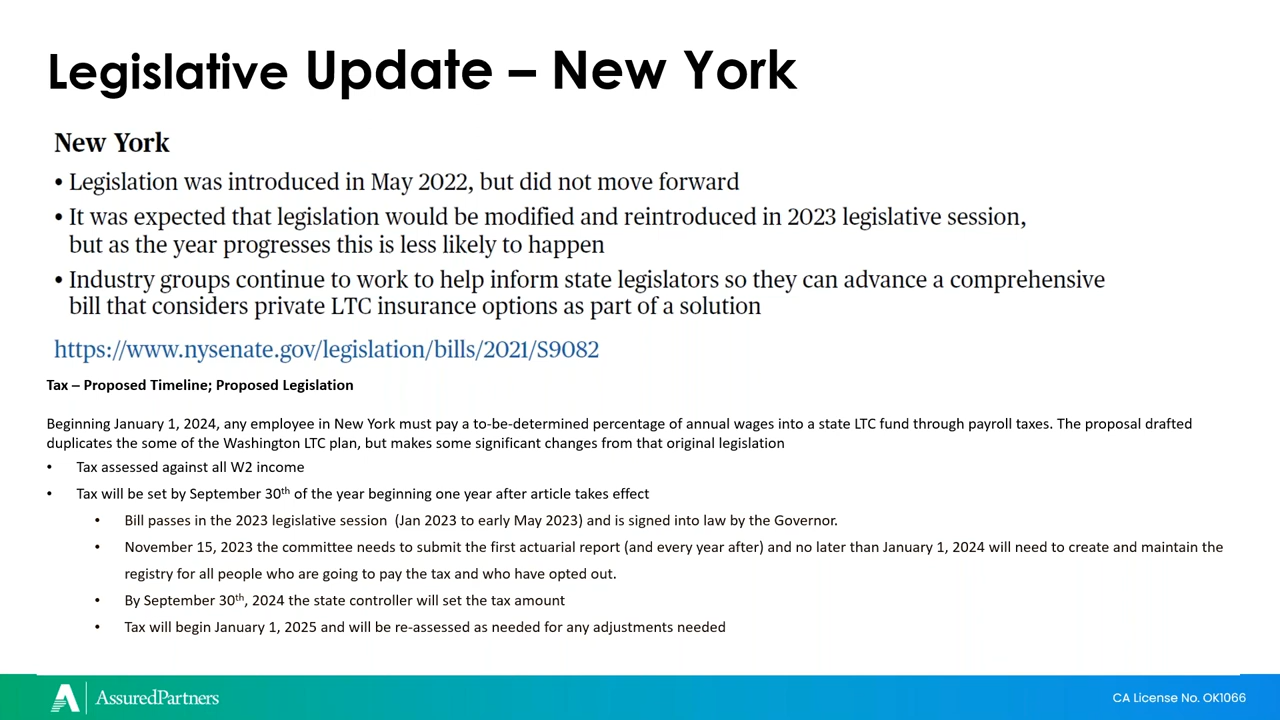 Legislative Update – New York
New York
• Legislation was introduced in May 2022, but did not move forward
• It was expected that legislation would be modified and reintroduced in 2023 legislative session,
but as the year progresses this is less likely to happen
• Industry groups continue to work to help inform state legislators so they can advance a comprehensive
bill that considers private LTC insurance options as part of a solution
https://www.nysenate.gov/legislation/bills/2021/S9082
Tax – Proposed Timeline; Proposed Legislation
Beginning January 1, 2024, any employee in New York must pay a to-be-determined percentage of annual wages into a state LTC fund through payroll taxes. The proposal drafted
duplicates the some of the Washington LTC plan, but makes some significant changes from that original legislation
• Tax assessed against all W2 income
• Tax will be set by September 30th of the year beginning one year after article takes effect
• Bill passes in the 2023 legislative session (Jan 2023 to early May 2023) and is signed into law by the Governor.
• November 15, 2023 the committee needs to submit the first actuarial report (and every year after) and no later than January 1, 2024 will need to create and maintain the
registry for all people who are going to pay the tax and who have opted out.
• By September 30th, 2024 the state controller will set the tax amount
• Tax will begin January 1, 2025 and will be re-assessed as needed for any adjustments needed
AssuredPartners
CA License No. OK1066